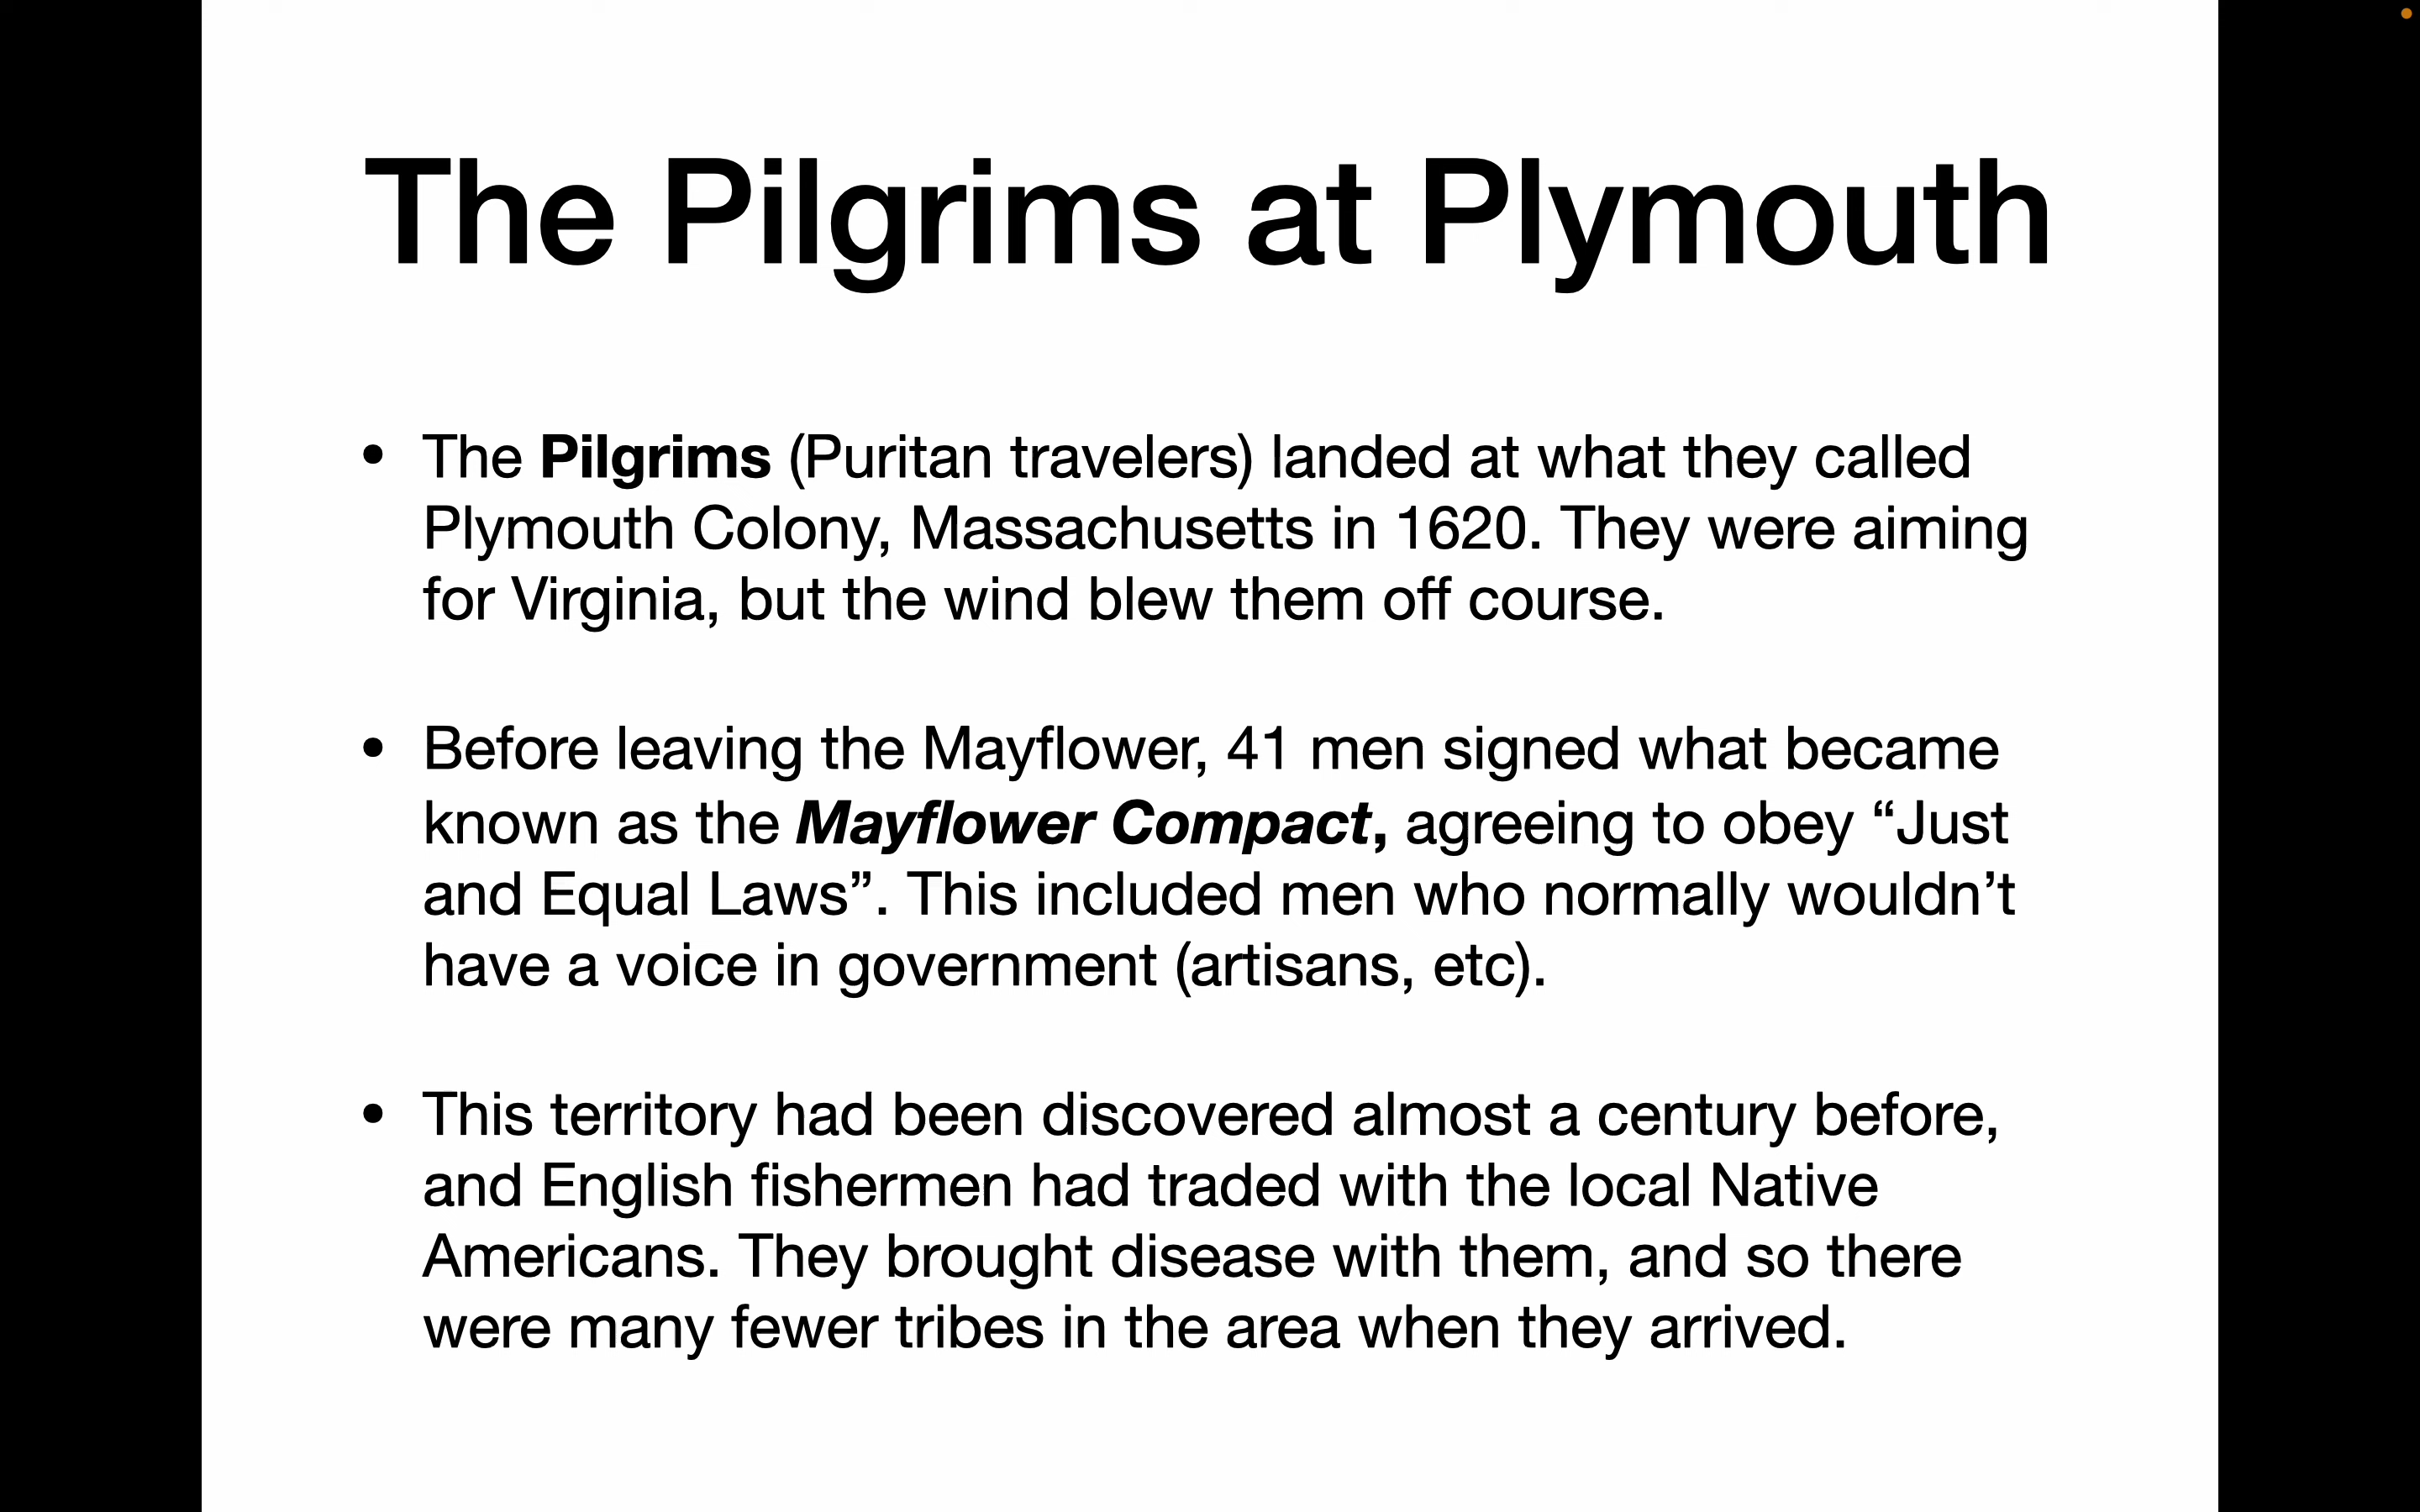 The Pilgrims at Plymouth
• The Pilgrims (Puritan travelers) landed at what they called
Plymouth Colony, Massachusetts in 1620. They were aiming
for Virginia, but the wind blew them off course.
• Before leaving the Mayflower, 41 men signed what became
known as the Mayflower Compact, agreeing to obey “Just
and Equal Laws”. This included men who normally wouldn’t
have a voice in government (artisans, etc).
• This territory had been discovered almost a century before,
and English fishermen had traded with the local Native
Americans. They brought disease with them, and so there
were many fewer tribes in the area when they arrived.